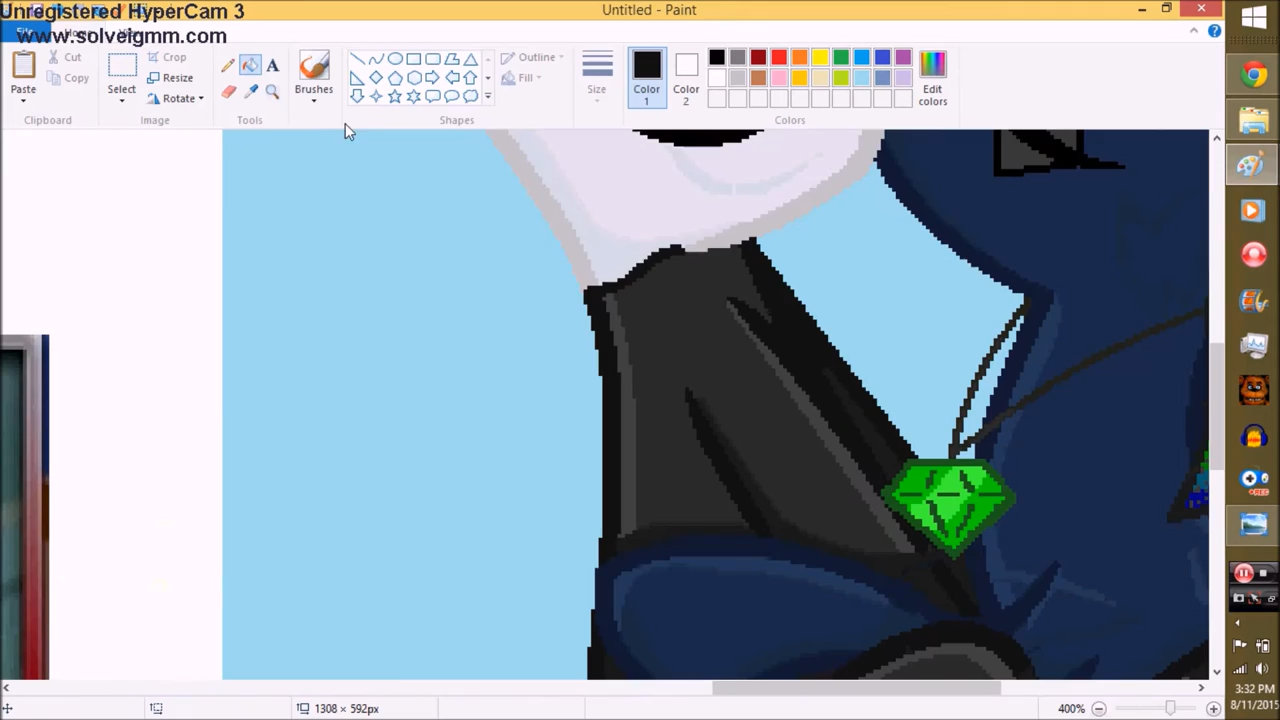 Unregistered HyperCam 3
www.solveigmm.com
Untitled - Paint
Paste
Cut
Copy
Clipboard
Select
Crop
Resize
Rotate
Image
Tools
Brushes
Shapes
Outline
Fill
Size
Color 1
Color 2
Edit colors
Colors
1308 × 592px
400%
3:32 PM
8/11/2015